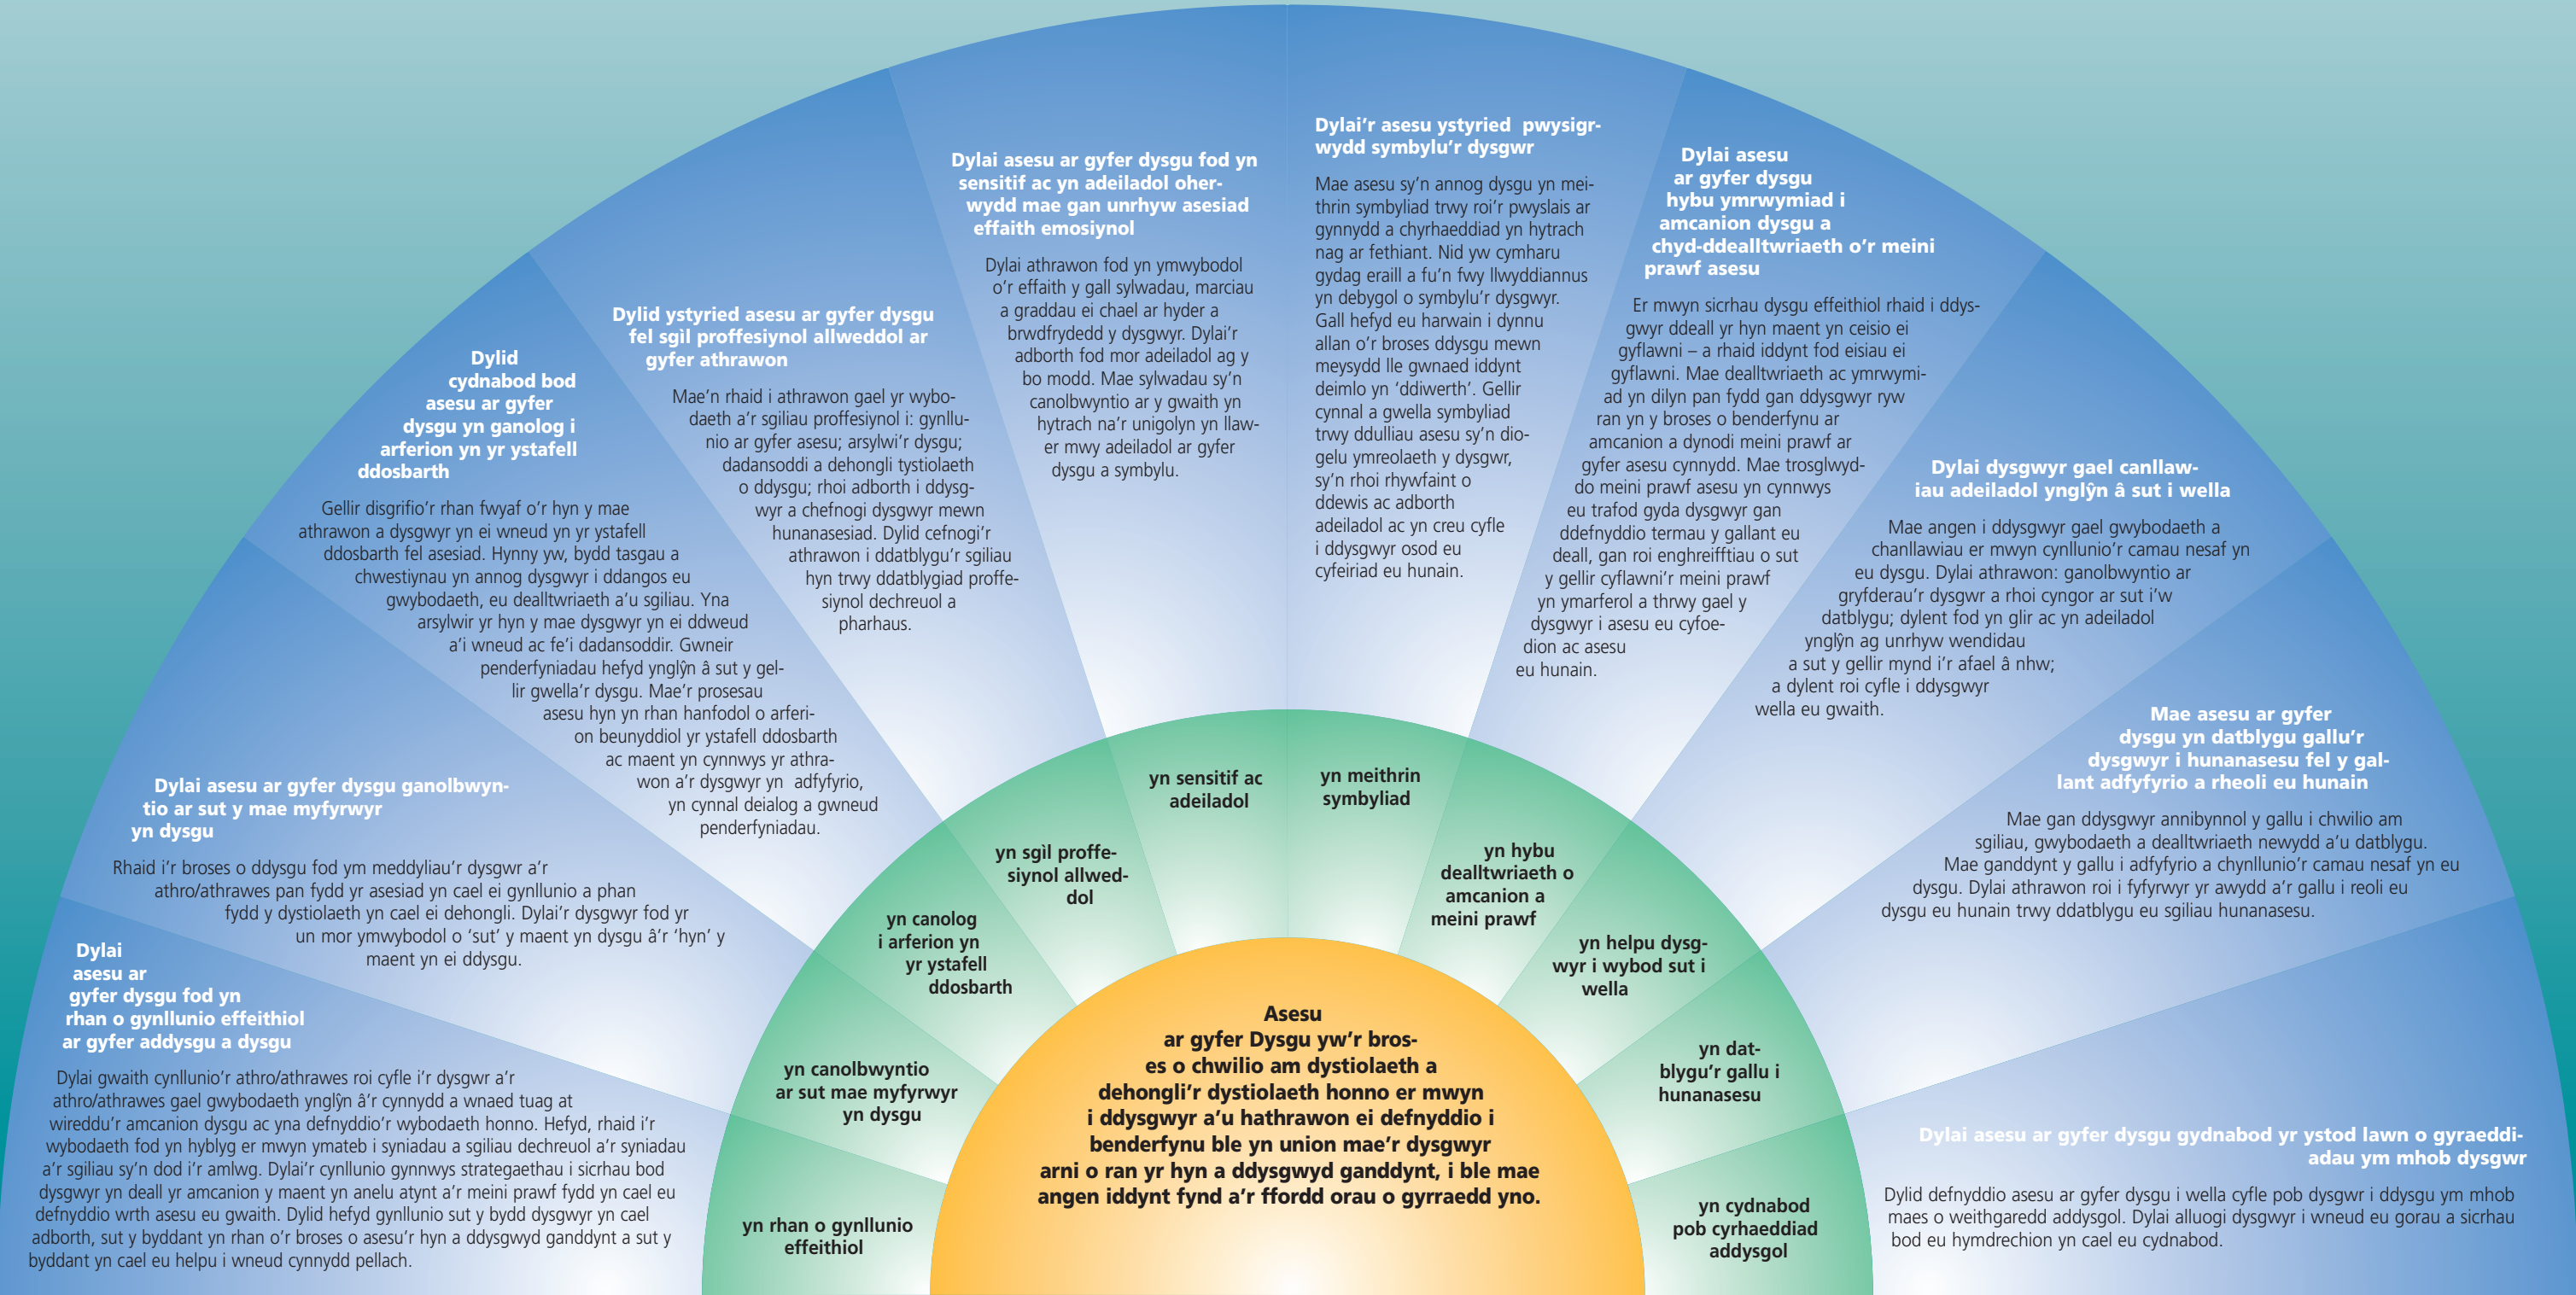 Dylai
asesu ar
gyfer dysgu fod yn
rhan o gynllunio effeithiol
ar gyfer addysgu a dysgu
Dylai gwaith cynllunio’r athro/athrawes roi cyfle i’r dysgwr a’r
athro/athrawes gael gwybodaeth ynglŷn â’r cynnydd a wnaed tuag at
wireddu’r amcanion dysgu ac yna defnyddio’r wybodaeth honno. Hefyd, rhaid i’r
wybodaeth fod yn hyblyg er mwyn ymateb i syniadau a sgiliau dechreuol a’r syniadau
a’r sgiliau sy’n dod i’r amlwg. Dylai’r cynllunio gynnwys strategaethau i sicrhau bod
dysgwyr yn deall yr amcanion y maent yn anelu atynt a’r meini prawf fydd yn cael eu
defnyddio wrth asesu eu gwaith. Dylid hefyd gynllunio sut y bydd dysgwyr yn cael
adborth, sut y byddant yn rhan o’r broses o asesu’r hyn a ddysgwyd ganddynt a sut y
byddant yn cael eu helpu i wneud cynnydd pellach.
Dylai asesu ar gyfer dysgu ganolbwyn-
tio ar sut y mae myfyrwyr
yn dysgu
Rhaid i’r broses o ddysgu fod ym meddyliau’r dysgwr a’r
athro/athrawes pan fydd yr asesiad yn cael ei gynllunio a phan
fydd y dystiolaeth yn cael ei dehongli. Dylai’r dysgwyr fod yr
un mor ymwybodol o ‘sut’ y maent yn dysgu â’r ‘hyn’ y
maent yn ei ddysgu.
Dylid
cydnabod bod
asesu ar gyfer
dysgu yn ganolog i
arferion yn yr ystafell
ddosbarth
Gellir disgrifio’r rhan fwyaf o’r hyn y mae
athrawon a dysgwyr yn ei wneud yn yr ystafell
ddosbarth fel asesiad. Hynny yw, bydd tasgau a
chwestiynau yn annog dysgwyr i ddangos eu
gwybodaeth, eu dealltwriaeth a’u sgiliau. Yna
arsylwir yr hyn y mae dysgwyr yn ei ddweud
a’i wneud ac fe’i dadansoddir. Gwneir
penderfyniadau hefyd ynglŷn â sut y gel-
lir gwella’r dysgu. Mae’r prosesau
asesu hyn yn rhan hanfodol o arferi-
on beunyddiol yr ystafell ddosbarth
ac maent yn cynnwys yr athra-
won a’r dysgwyr yn adfyfyrio,
yn cynnal deialog a gwneud
penderfyniadau.
Dylid ystyried asesu ar gyfer dysgu
fel sgìl proffesiynol allweddol ar
gyfer athrawon
Mae’n rhaid i athrawon gael yr wybo-
daeth a’r sgiliau proffesiynol i: gynllu-
nio ar gyfer asesu; arsylwi’r dysgu;
dadansoddi a dehongli tystiolaeth
o ddysgu; rhoi adborth i ddysg-
wyr a chefnogi dysgwyr mewn
hunanasesiad. Dylid cefnogi’r
athrawon i ddatblygu’r sgiliau
hyn trwy ddatblygiad proffe-
siynol dechreuol a
pharhaus.
Dylai asesu ar gyfer dysgu fod yn
sensitif ac yn adeiladol oher-
wydd mae gan unrhyw asesiad
effaith emosiynol
Dylai athrawon fod yn ymwybodol
o’r effaith y gall sylwadau, marciau
a graddau ei chael ar hyder a
brwdfrydedd y dysgwyr. Dylai’r
adborth fod mor adeiladol ag y
bo modd. Mae sylwadau sy’n
canolbwyntio ar y gwaith yn
hytrach na’r unigolyn yn llaw-
er mwy adeiladol ar gyfer
dysgu a symbylu.
Dylai’r asesu ystyried pwysigr-
wydd symbylu’r dysgwr
Mae asesu sy’n annog dysgu yn mei-
thrin symbyliad trwy roi’r pwyslais ar
gynnydd a chyrhaeddiad yn hytrach
nag ar fethiant. Nid yw cymharu
gydag eraill a fu’n fwy llwyddiannus
yn debygol o symbylu’r dysgwyr.
Gall hefyd eu harwain i dynnu
allan o’r broses ddysgu mewn
meysydd lle gwnaed iddynt
deimlo yn ‘ddiwerth’. Gellir
cynnal a gwella symbyliad
trwy ddulliau asesu sy’n dio-
gelu ymreolaeth y dysgwr,
sy’n rhoi rhywfaint o
ddewis ac adborth
adeiladol ac yn creu cyfle
i ddysgwyr osod eu
cyfeiriad eu hunain.
Dylai asesu
ar gyfer dysgu
hybu ymrwymiad i
amcanion dysgu a
chyd-ddealltwriaeth o’r meini
prawf asesu
Er mwyn sicrhau dysgu effeithiol rhaid i ddys-
gwyr ddeall yr hyn maent yn ceisio ei
gyflawni – a rhaid iddynt fod eisiau ei
gyflawni. Mae dealltwriaeth ac ymrwymi-
ad yn dilyn pan fydd gan ddysgwyr ryw
ran yn y broses o benderfynu ar
amcanion a dynodi meini prawf ar
gyfer asesu cynnydd. Mae trosglwyd-
do meini prawf asesu yn cynnwys
eu trafod gyda dysgwyr gan
ddefnyddio termau y gallant eu
deall, gan roi enghreifftiau o sut
y gellir cyflawni’r meini prawf
yn ymarferol a thrwy gael y
dysgwyr i asesu eu cyfoe-
dion ac asesu
eu hunain.
Dylai dysgwyr gael canllaw-
iau adeiladol ynglŷn â sut i wella
Mae angen i ddysgwyr gael gwybodaeth a
chanllawiau er mwyn cynllunio’r camau nesaf yn
eu dysgu. Dylai athrawon: ganolbwyntio ar
gryfderau’r dysgwr a rhoi cyngor ar sut i’w
datblygu; dylent fod yn glir ac yn adeiladol
ynglŷn ag unrhyw wendidau
a sut y gellir mynd i’r afael â nhw;
a dylent roi cyfle i ddysgwyr
wella eu gwaith.
Mae asesu ar gyfer
dysgu yn datblygu gallu’r
dysgwyr i hunanasesu fel y gal-
lant adfyfyrio a rheoli eu hunain
Mae gan ddysgwyr annibynnol y gallu i chwilio am
sgiliau, gwybodaeth a dealltwriaeth newydd a’u datblygu.
Mae ganddynt y gallu i adfyfyrio a chynllunio’r camau nesaf yn eu
dysgu. Dylai athrawon roi i fyfyrwyr yr awydd a’r gallu i reoli eu
dysgu eu hunain trwy ddatblygu eu sgiliau hunanasesu.
Dylai asesu ar gyfer dysgu gydnabod yr ystod lawn o gyraeddi-
adau ym mhob dysgwr
Dylid defnyddio asesu ar gyfer dysgu i wella cyfle pob dysgwr i ddysgu ym mhob
maes o weithgaredd addysgol. Dylai alluogi dysgwyr i wneud eu gorau a sicrhau
bod eu hymdrechion yn cael eu cydnabod.
yn rhan o gynllunio
effeithiol
yn canolbwyntio
ar sut mae myfyrwyr
yn dysgu
yn canolog
i arferion yn
yr ystafell
ddosbarth
yn sgìl proffe-
siynol allwed-
dol
yn sensitif ac
adeiladol
yn meithrin
symbyliad
yn hybu
dealltwriaeth o
amcanion a
meini prawf
yn helpu dysg-
wyr i wybod sut i
wella
yn dat-
blygu’r gallu i
hunanasesu
yn cydnabod
pob cyrhaeddiad
addysgol
Asesu
ar gyfer Dysgu yw’r bros-
es o chwilio am dystiolaeth a
dehongli’r dystiolaeth honno er mwyn
i ddysgwyr a’u hathrawon ei defnyddio i
benderfynu ble yn union mae’r dysgwyr
arni o ran yr hyn a ddysgwyd ganddynt, i ble mae
angen iddynt fynd a’r ffordd orau o gyrraedd yno.